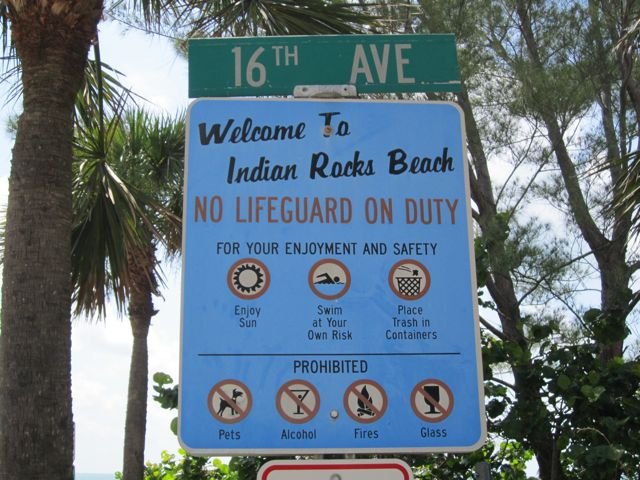 16TH AVE
Welcome To
Indian Rocks Beach
NO LIFEGUARD ON DUTY
FOR YOUR ENJOYMENT AND SAFETY
Enjoy
Sun
Swim
at Your
Own Risk
Place
Trash in
Containers
PROHIBITED
Pets
Alcohol
Fires
Glass